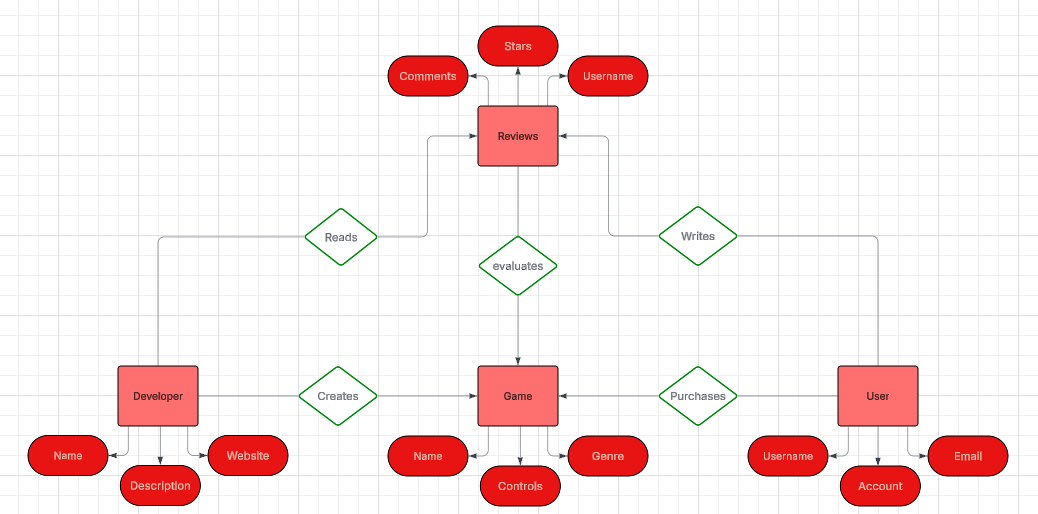 Stars
Comments
Username
Reviews
Reads
Writes
evaluates
Developer
Creates
Game
Purchases
User
Name
Website
Description
Name
Genre
Controls
Username
Email
Account